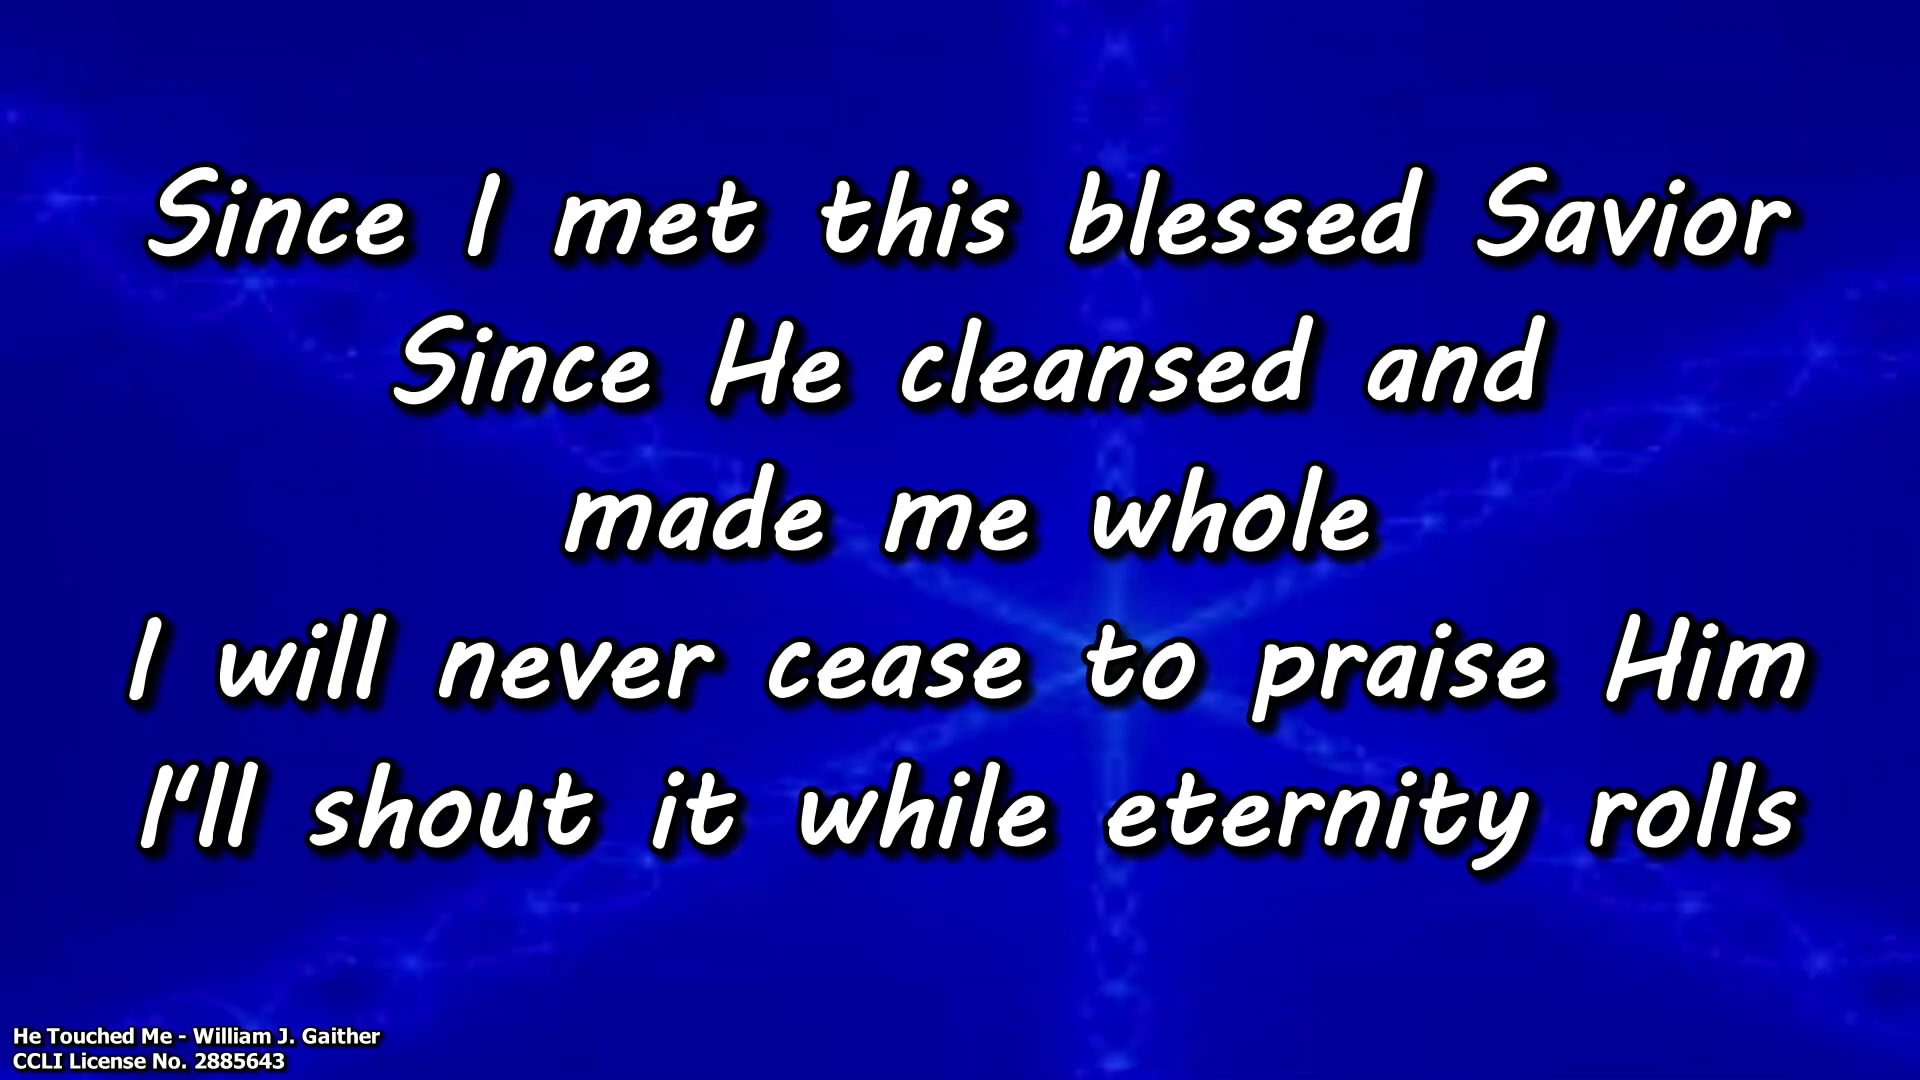 Since I met this blessed Savior
Since He cleansed and
made me whole
I will never cease to praise Him
I‘ll shout it while eternity rolls
He Touched Me - William J. Gaither
CCLI License No. 2885643